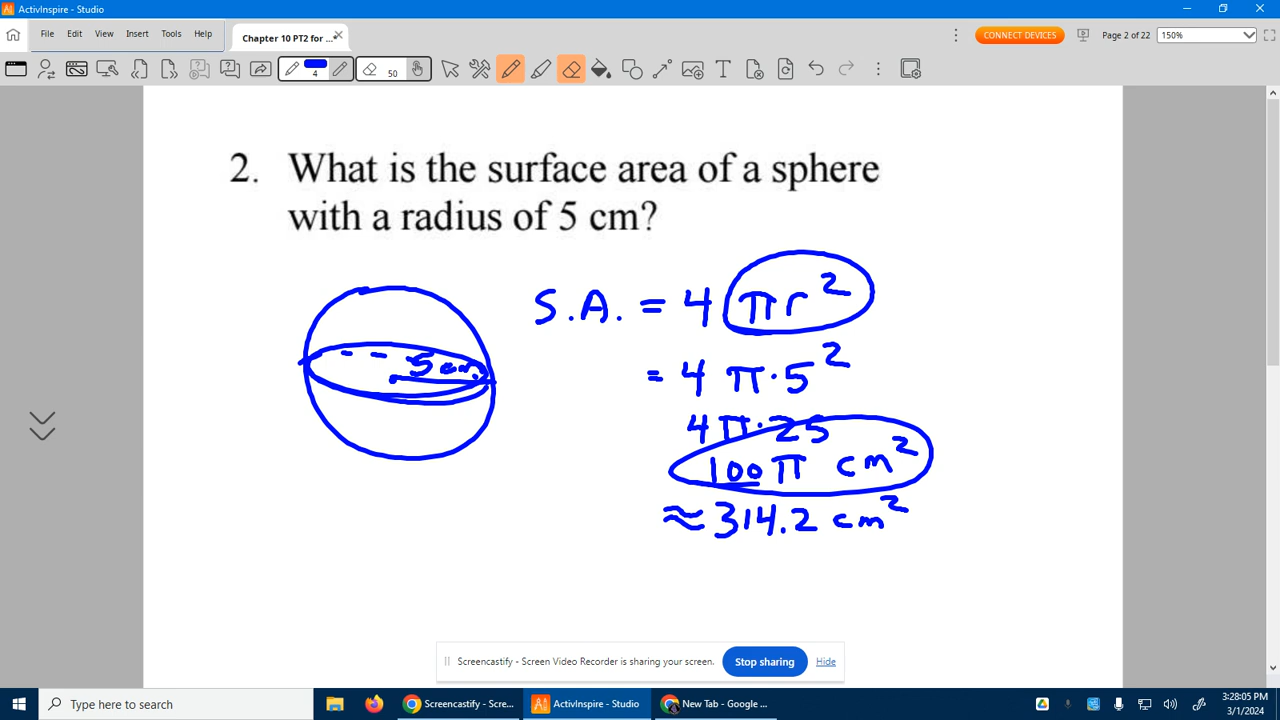 ActivInspire - Studio
File Edit View Insert Tools Help
Chapter 10 PT2 for ...*
CONNECT DEVICES
Page 2 of 22
150%
4
50
2. What is the surface area of a sphere
with a radius of 5 cm?
S.A. = 4 πr²
5 cm
= 4 π·5²
4π·25
100π cm²
≈314.2 cm²
Screencastify - Screen Video Recorder is sharing your screen.
Stop sharing
Hide
Type here to search
Screencastify - Scre...
ActivInspire - Studio
New Tab - Google ...
3:28:05 PM
3/1/2024